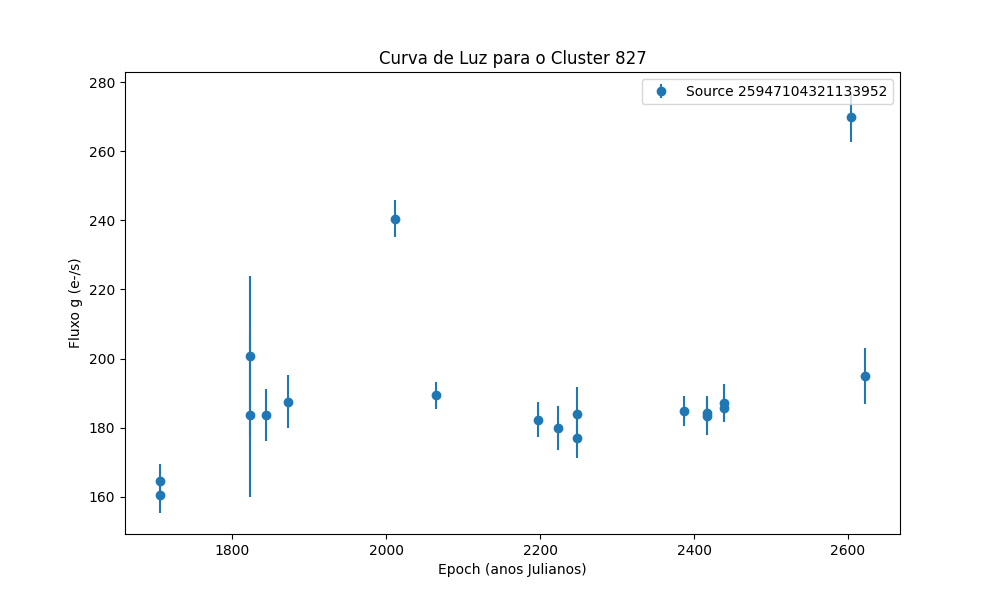 Curva de Luz para o Cluster 827
Source 25947104321133952
280
260
240
220
200
180
160
Fluxo g (e-/s)
1800 2000 2200 2400 2600
Epoch (anos Julianos)